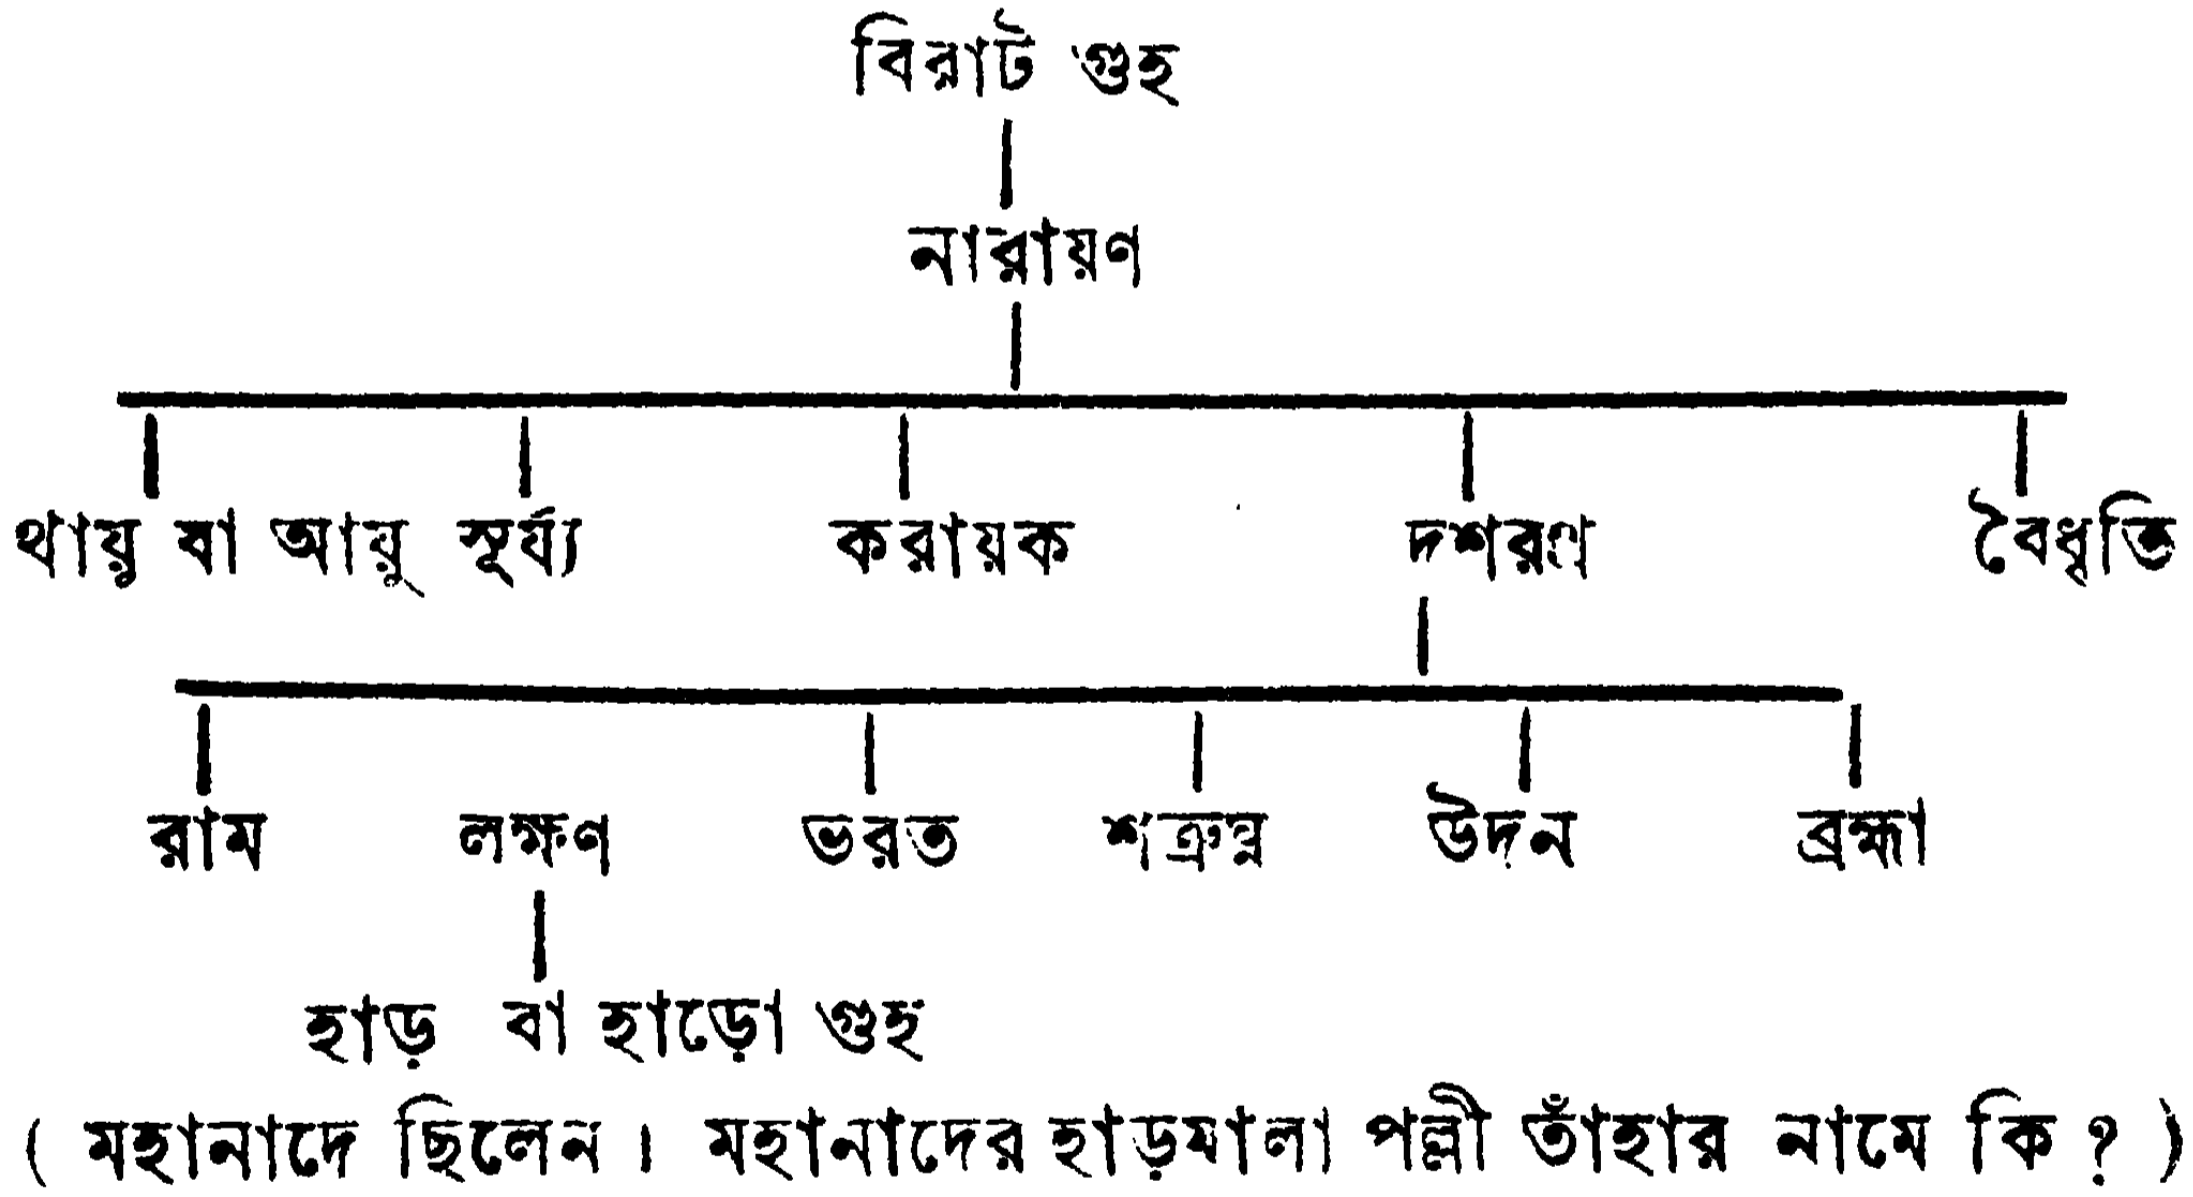 বিরাট গুহ
নারায়ণ
থায়ু বা আয়ু সূর্য্য করায়ক দশরথ বৈধৃতি
রাম লক্ষণ ভরত শত্রুঘ্ন উদন ব্রহ্মা
হাড় বা হাড়ো গুহ
( মহানাদে ছিলেন। মহানাদের হাড়মালা পল্লী তাঁহার নামে কি ? )